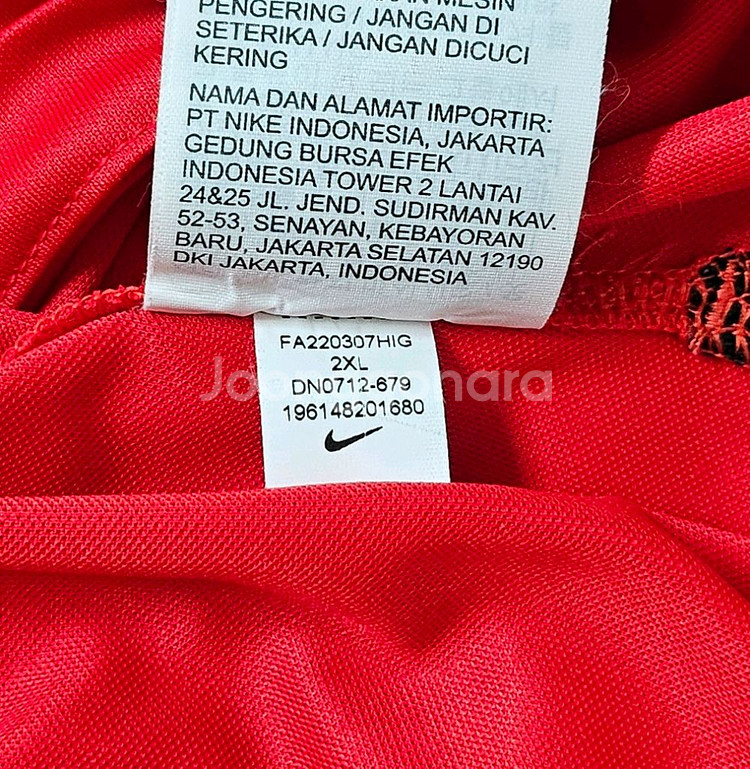 MESIN
PENGERING / JANGAN DI
SETERIKA / JANGAN DICUCI
KERING
NAMA DAN ALAMAT IMPORTIR:
PT NIKE INDONESIA, JAKARTA
GEDUNG BURSA EFEK
INDONESIA TOWER 2 LANTAI
24&25 JL. JEND. SUDIRMAN KAV.
52-53, SENAYAN, KEBAYORAN
BARU, JAKARTA SELATAN 12190
DKI JAKARTA, INDONESIA
FA220307HIG
2XL
DN0712-679
196148201680